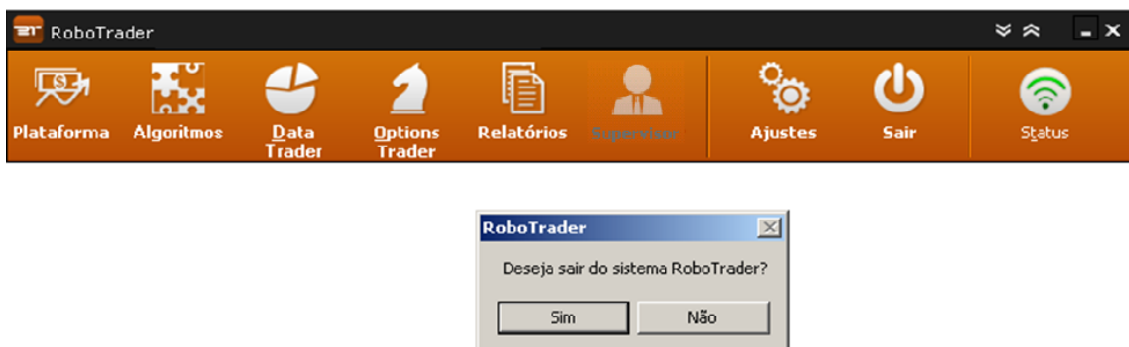 RoboTrader
Plataforma Algoritmos Data Trader Options Trader Relatórios Supervisor Ajustes Sair Status
RoboTrader
Deseja sair do sistema RoboTrader?
Sim Não